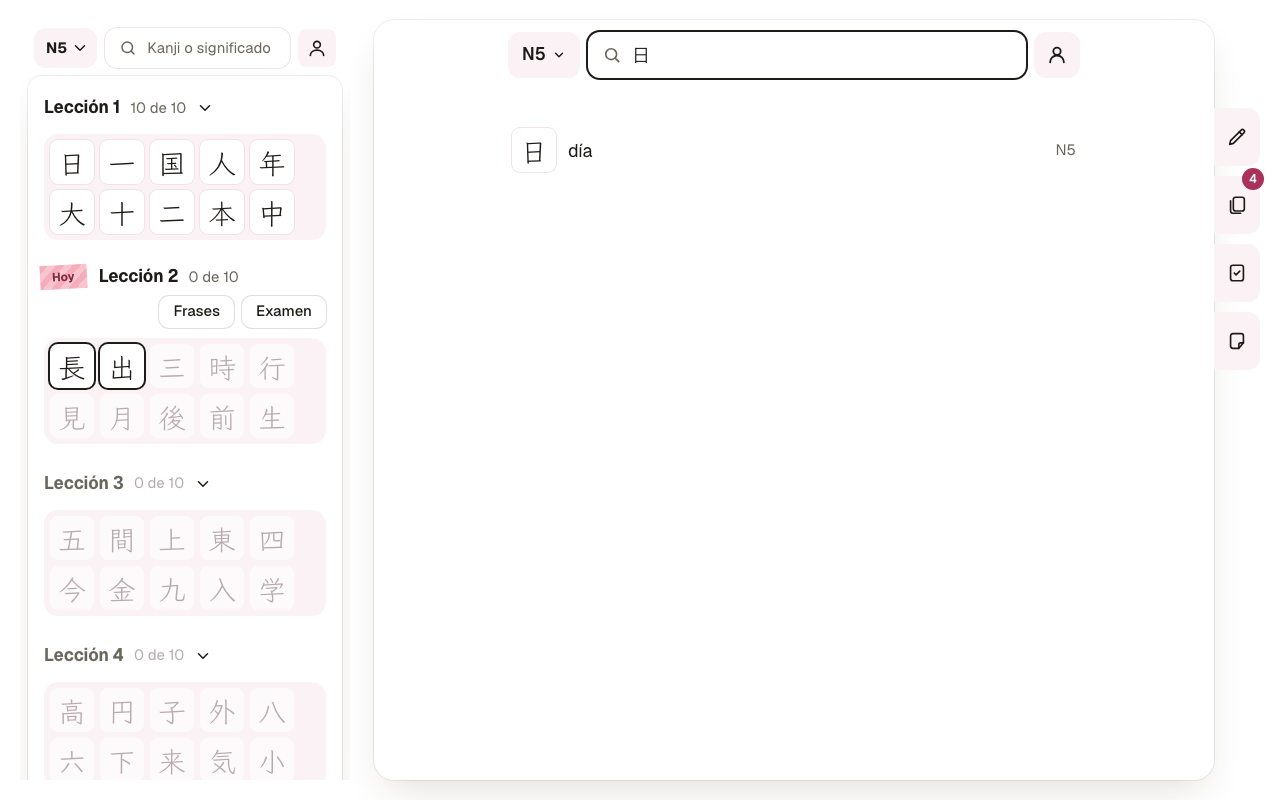 N5 Kanji o significado
Lección 1 10 de 10
日 一 国 人 年
大 十 二 本 中
Hoy Lección 2 0 de 10
Frases Examen
長 出 三 時 行
見 月 後 前 生
Lección 3 0 de 10
五 間 上 東 四
今 金 九 入 学
Lección 4 0 de 10
高 円 子 外 八
六 下 来 気 小
N5 日
日 día N5
4